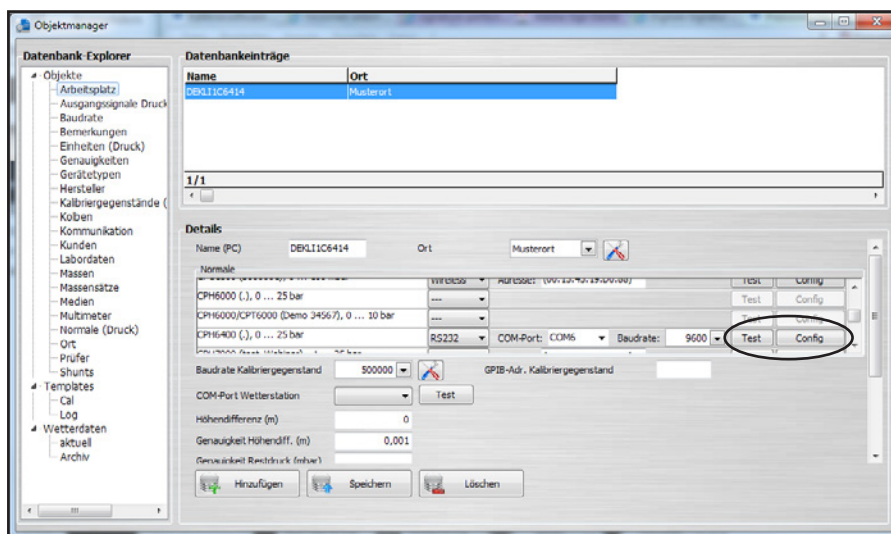 Objektmanager
Datenbank-Explorer
Objekte
Arbeitsplatz
Ausgangssignale Druck
Baudrate
Bemerkungen
Einheiten (Druck)
Genauigkeiten
Gerätetypen
Hersteller
Kalibriergegenstände (
Kolben
Kommunikation
Kunden
Labordaten
Massen
Massensätze
Medien
Multimeter
Normale (Druck)
Ort
Prüfer
Shunts
Templates
Cal
Log
Wetterdaten
aktuell
Archiv
Datenbankeinträge
Name Ort
DEKLI1C6414 Musterort
1/1
Details
Name (PC) DEKLI1C6414 Ort Musterort
Normale
Wireless Adresse: Test Config
CPH6000 (.), 0 ... 25 bar --- Test Config
CPH6000/CPT6000 (Demo 34567), 0 ... 10 bar --- Test Config
CPH6400 (.), 0 ... 25 bar RS232 COM-Port: COM6 Baudrate: 9600 Test Config
Baudrate Kalibriergegenstand 500000 GPIB-Adr. Kalibriergegenstand
COM-Port Wetterstation Test
Höhendifferenz (m) 0
Genauigkeit Höhendiff. (m) 0,001
Genauigkeit Restdruck (mbar)
Hinzufügen Speichern Löschen